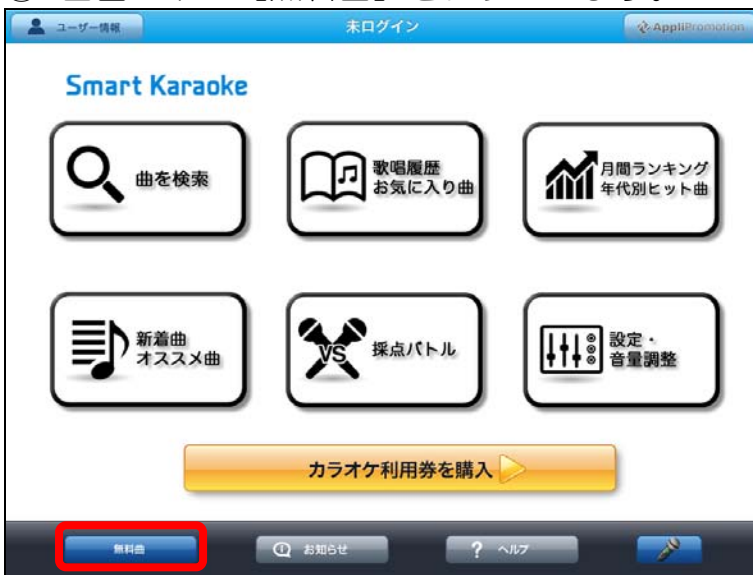 ユーザー情報
未ログイン
AppliPromotion
Smart Karaoke
曲を検索
歌唱履歴
お気に入り曲
月間ランキング
年代別ヒット曲
新着曲
オススメ曲
VS
採点バトル
設定・
音量調整
カラオケ利用券を購入
無料曲
お知らせ
? ヘルプ